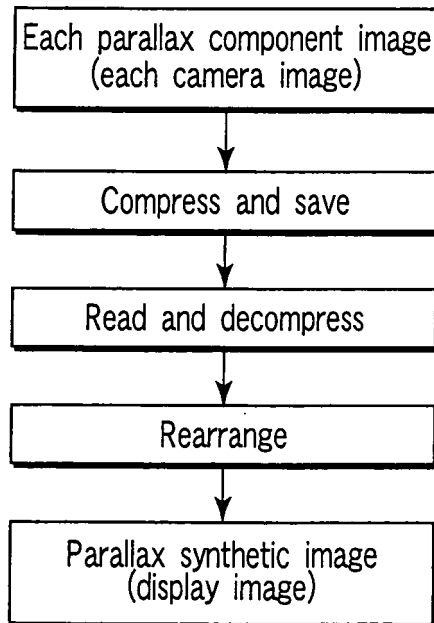 Each parallax component image
(each camera image)
Compress and save
Read and decompress
Rearrange
Parallax synthetic image
(display image)